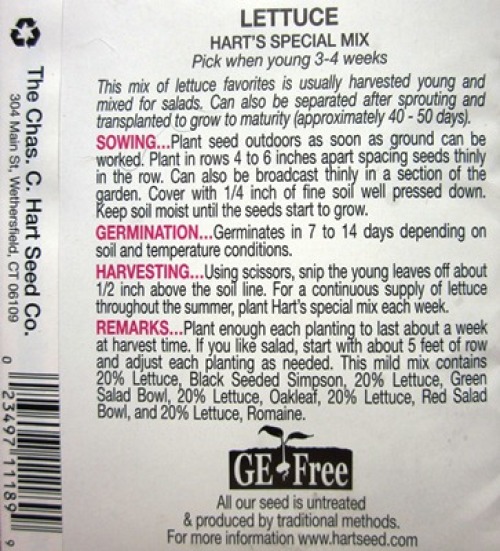 LETTUCE
HART'S SPECIAL MIX
Pick when young 3-4 weeks
This mix of lettuce favorites is usually harvested young and
mixed for salads. Can also be separated after sprouting and
transplanted to grow to maturity (approximately 40 - 50 days).
SOWING...Plant seed outdoors as soon as ground can be
worked. Plant in rows 4 to 6 inches apart spacing seeds thinly
in the row. Can also be broadcast thinly in a section of the
garden. Cover with 1/4 inch of fine soil well pressed down.
Keep soil moist until the seeds start to grow.
GERMINATION...Germinates in 7 to 14 days depending on
soil and temperature conditions.
HARVESTING...Using scissors, snip the young leaves off about
1/2 inch above the soil line. For a continuous supply of lettuce
throughout the summer, plant Hart's special mix each week.
REMARKS...Plant enough each planting to last about a week
at harvest time. If you like salad, start with about 5 feet of row
and adjust each planting as needed. This mild mix contains
20% Lettuce, Black Seeded Simpson, 20% Lettuce, Green
Salad Bowl, 20% Lettuce, Oakleaf, 20% Lettuce, Red Salad
Bowl, and 20% Lettuce, Romaine.
GE Free
All our seed is untreated
& produced by traditional methods.
For more information www.hartseed.com
The Chas. C. Hart Seed Co.
304 Main St, Wethersfield, CT 06109
0 23497 11189 9